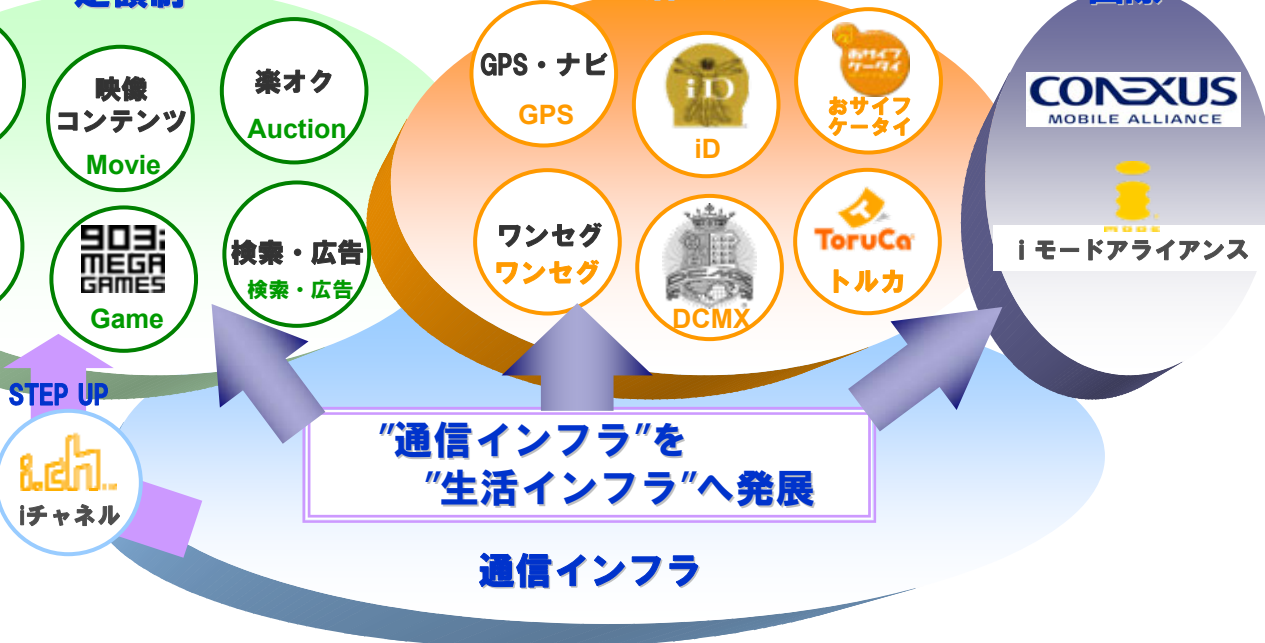 定額制
映像
コンテンツ
Movie
楽オク
Auction
903i
MEGA
GAMES
Game
検索・広告
検索・広告
GPS・ナビ
GPS
iD
iD
おサイフ
ケータイ
おサイフ
ケータイ
ワンセグ
ワンセグ
DCMX
DCMX
ToruCa
トルカ
CONEXUS
MOBILE ALLIANCE
ｉモードアライアンス
STEP UP
i.ch
iチャネル
”通信インフラ”を
”生活インフラ”へ発展
通信インフラ